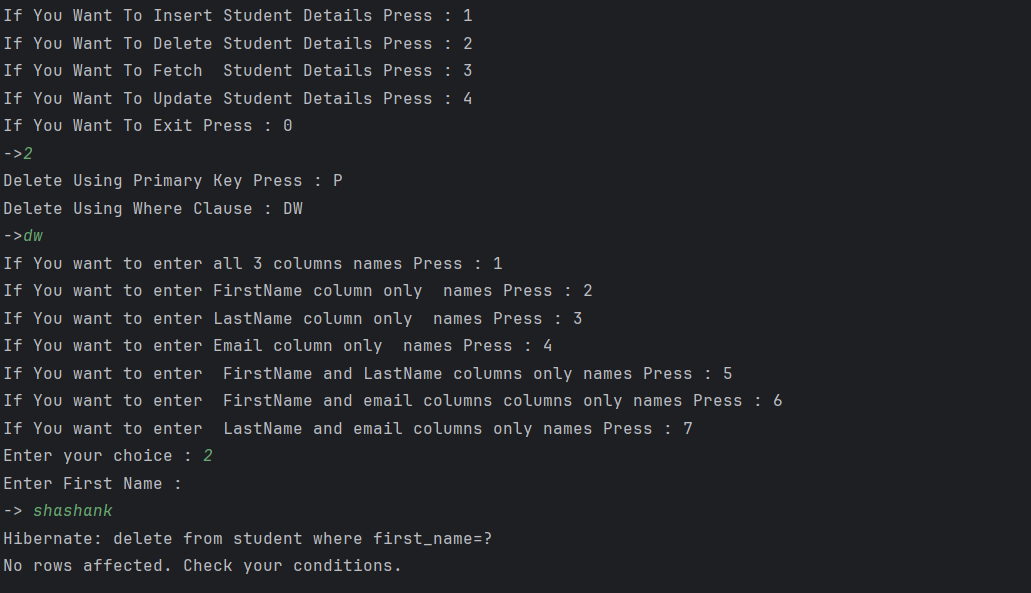 If You Want To Insert Student Details Press : 1
If You Want To Delete Student Details Press : 2
If You Want To Fetch  Student Details Press : 3
If You Want To Update Student Details Press : 4
If You Want To Exit Press : 0
->2
Delete Using Primary Key Press : P
Delete Using Where Clause : DW
->dw
If You want to enter all 3 columns names Press : 1
If You want to enter FirstName column only  names Press : 2
If You want to enter LastName column only  names Press : 3
If You want to enter Email column only  names Press : 4
If You want to enter  FirstName and LastName columns only names Press : 5
If You want to enter  FirstName and email columns columns only names Press : 6
If You want to enter  LastName and email columns only names Press : 7
Enter your choice : 2
Enter First Name :
-> shashank
Hibernate: delete from student where first_name=?
No rows affected. Check your conditions.